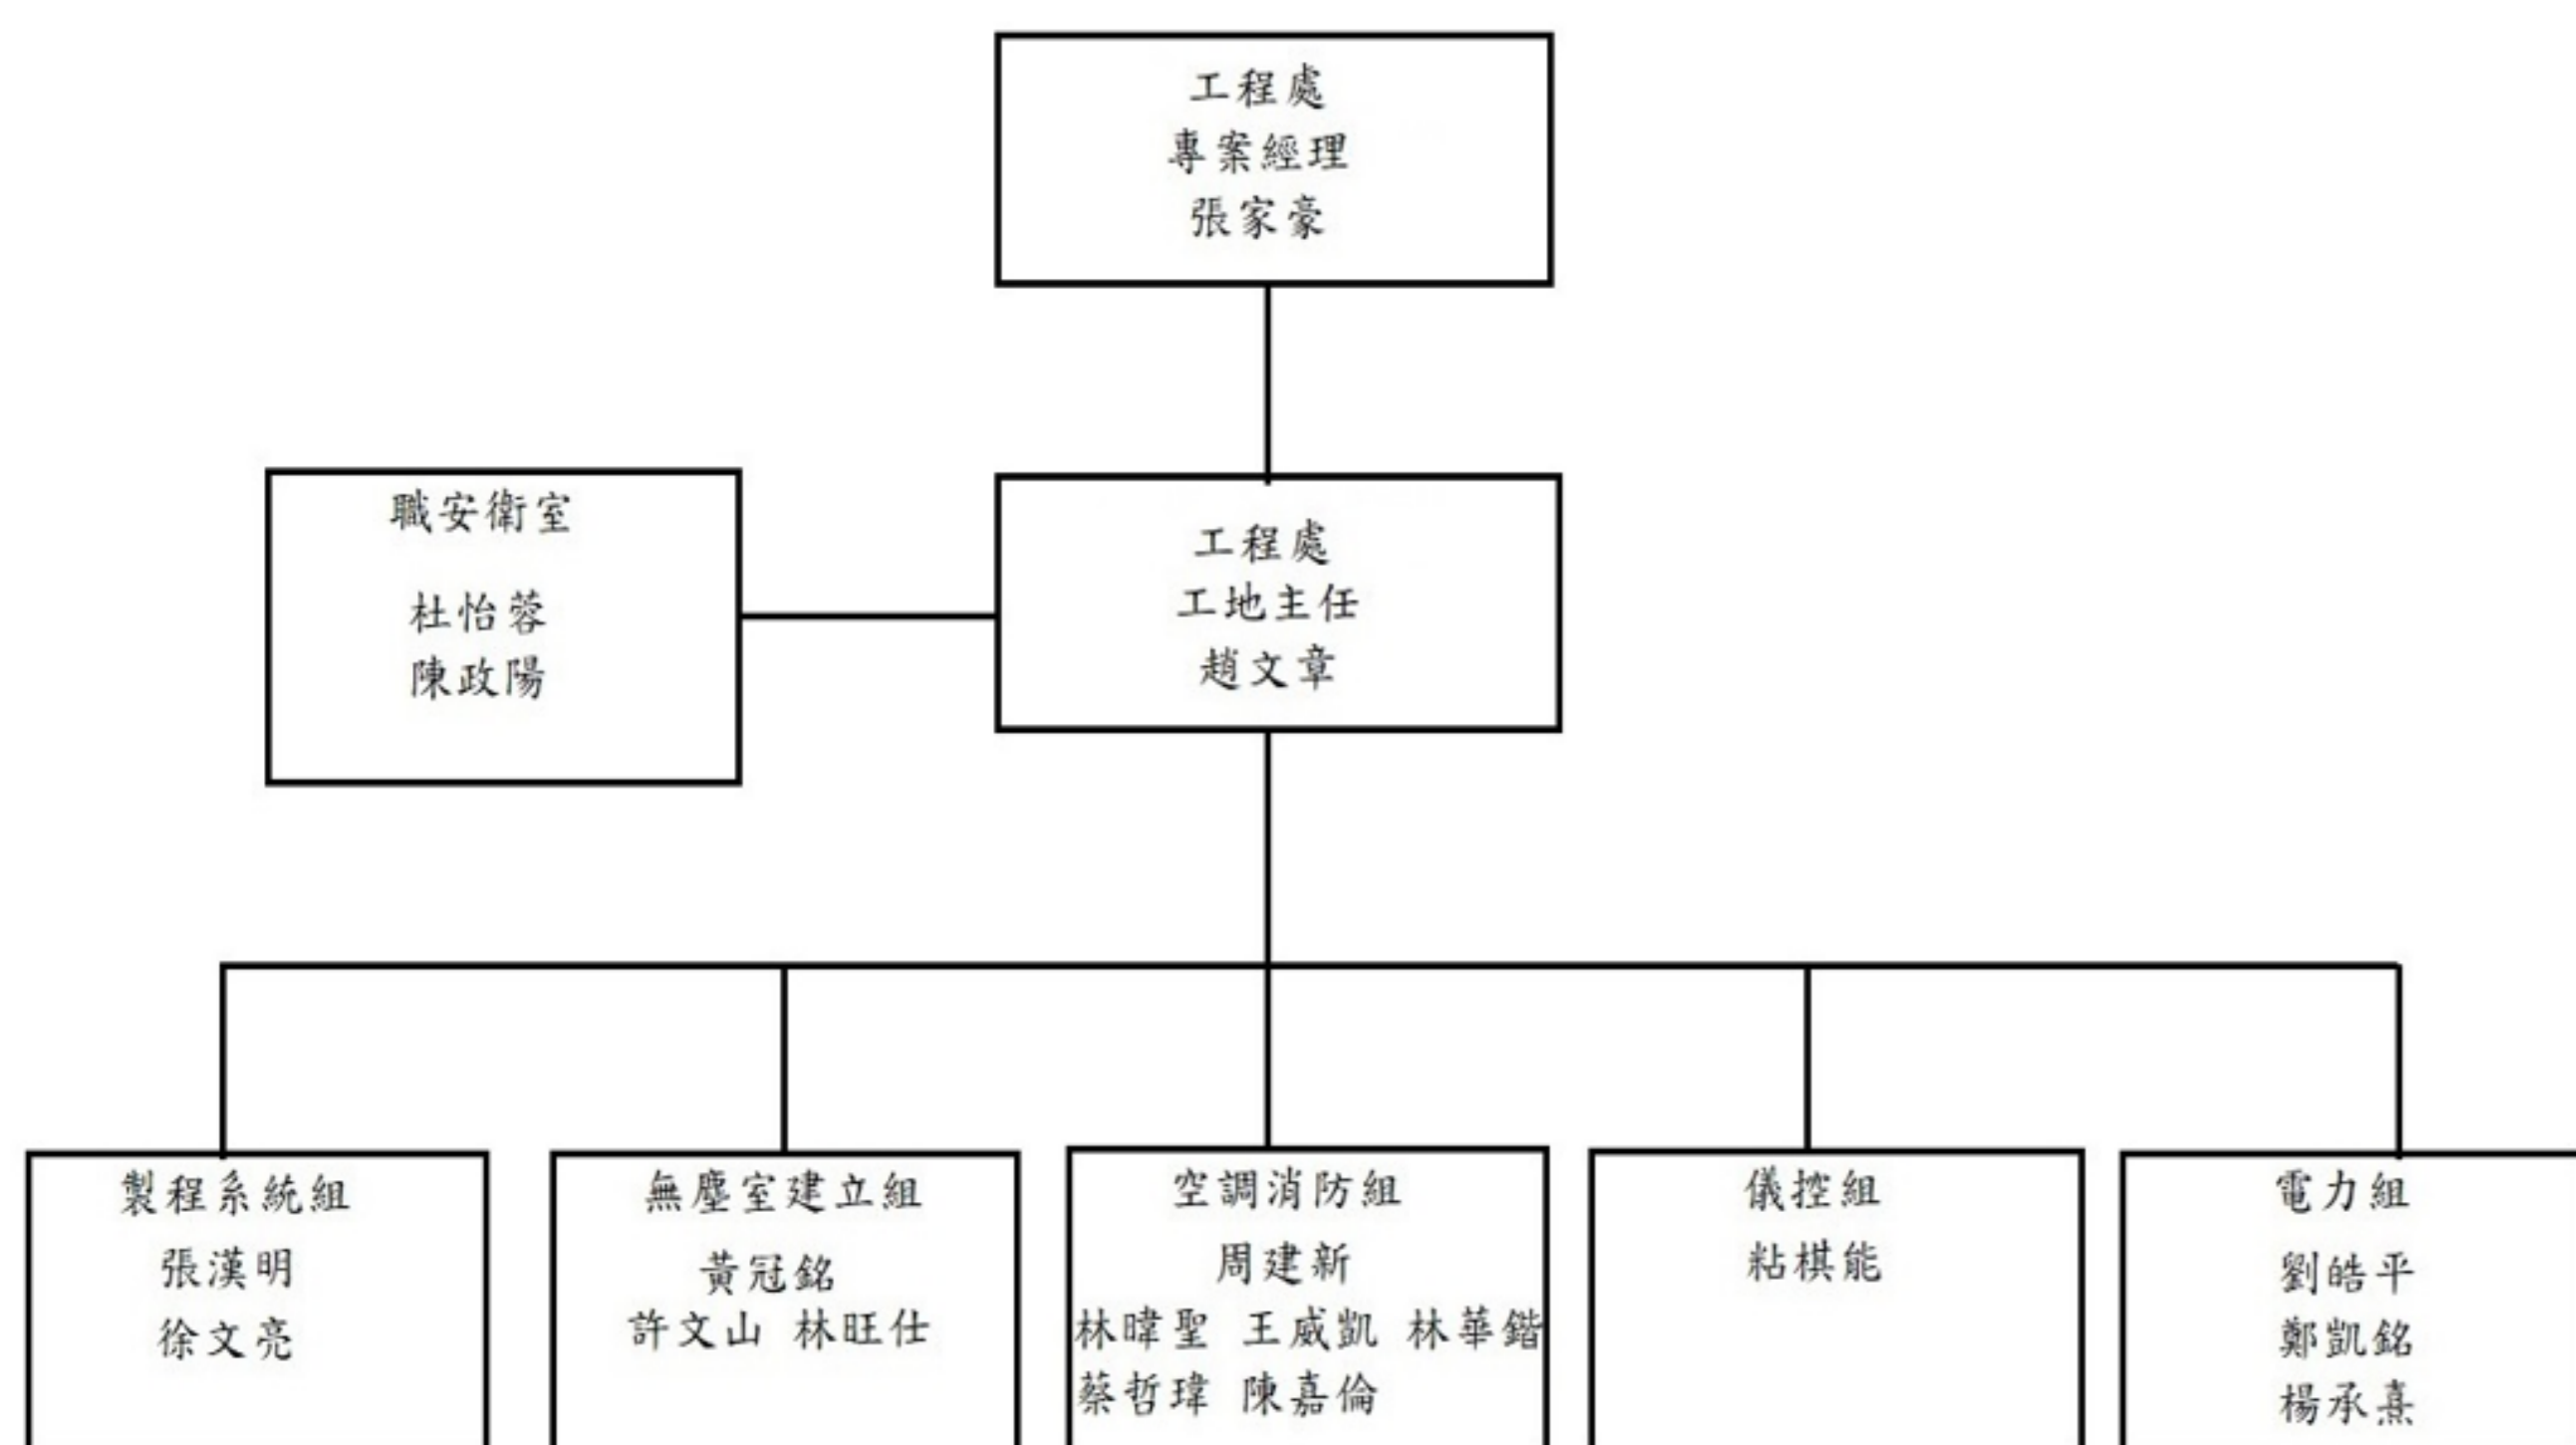 工程處
專案經理
張家豪
職安衛室
杜怡蓉
陳政陽
工程處
工地主任
趙文章
製程系統組
張漢明
徐文亮
無塵室建立組
黃冠銘
許文山 林旺仕
空調消防組
周建新
林暐聖 王威凱 林華鍇
蔡哲瑋 陳嘉倫
儀控組
粘棋能
電力組
劉皓平
鄭凱銘
楊承熹